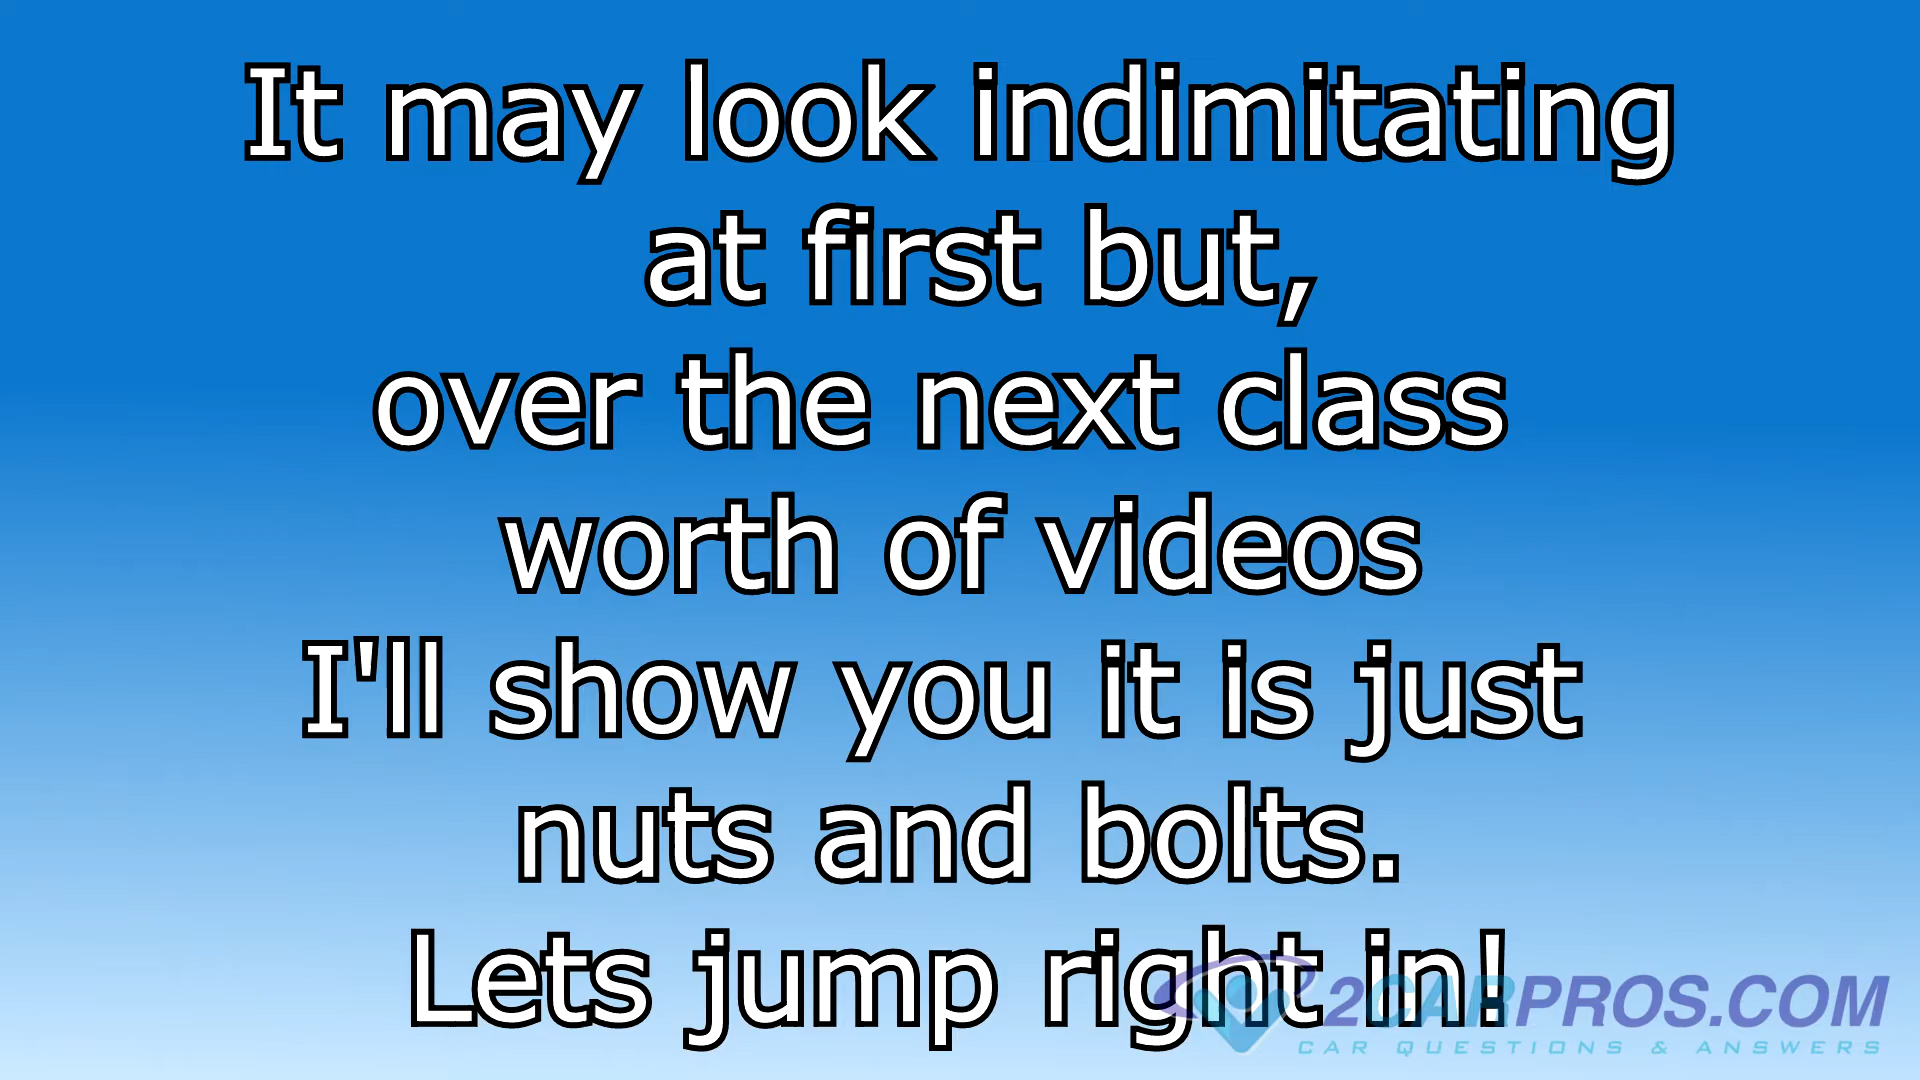 It may look indimitating
at first but,
over the next class
worth of videos
I'll show you it is just
nuts and bolts.
Lets jump right in!
2CARPROS.COM
CAR QUESTIONS & ANSWERS